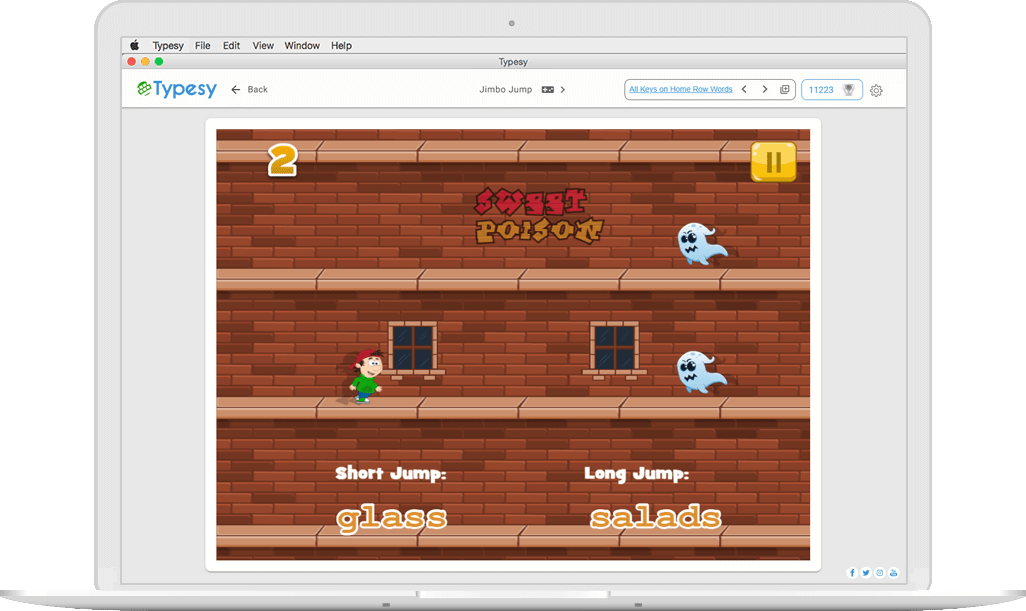 Typesy File Edit View Window Help
Typesy
Typesy Back Jimbo Jump All Keys on Home Row Words 11223
2
SWEET
POISON
Short Jump: Long Jump:
glass salads